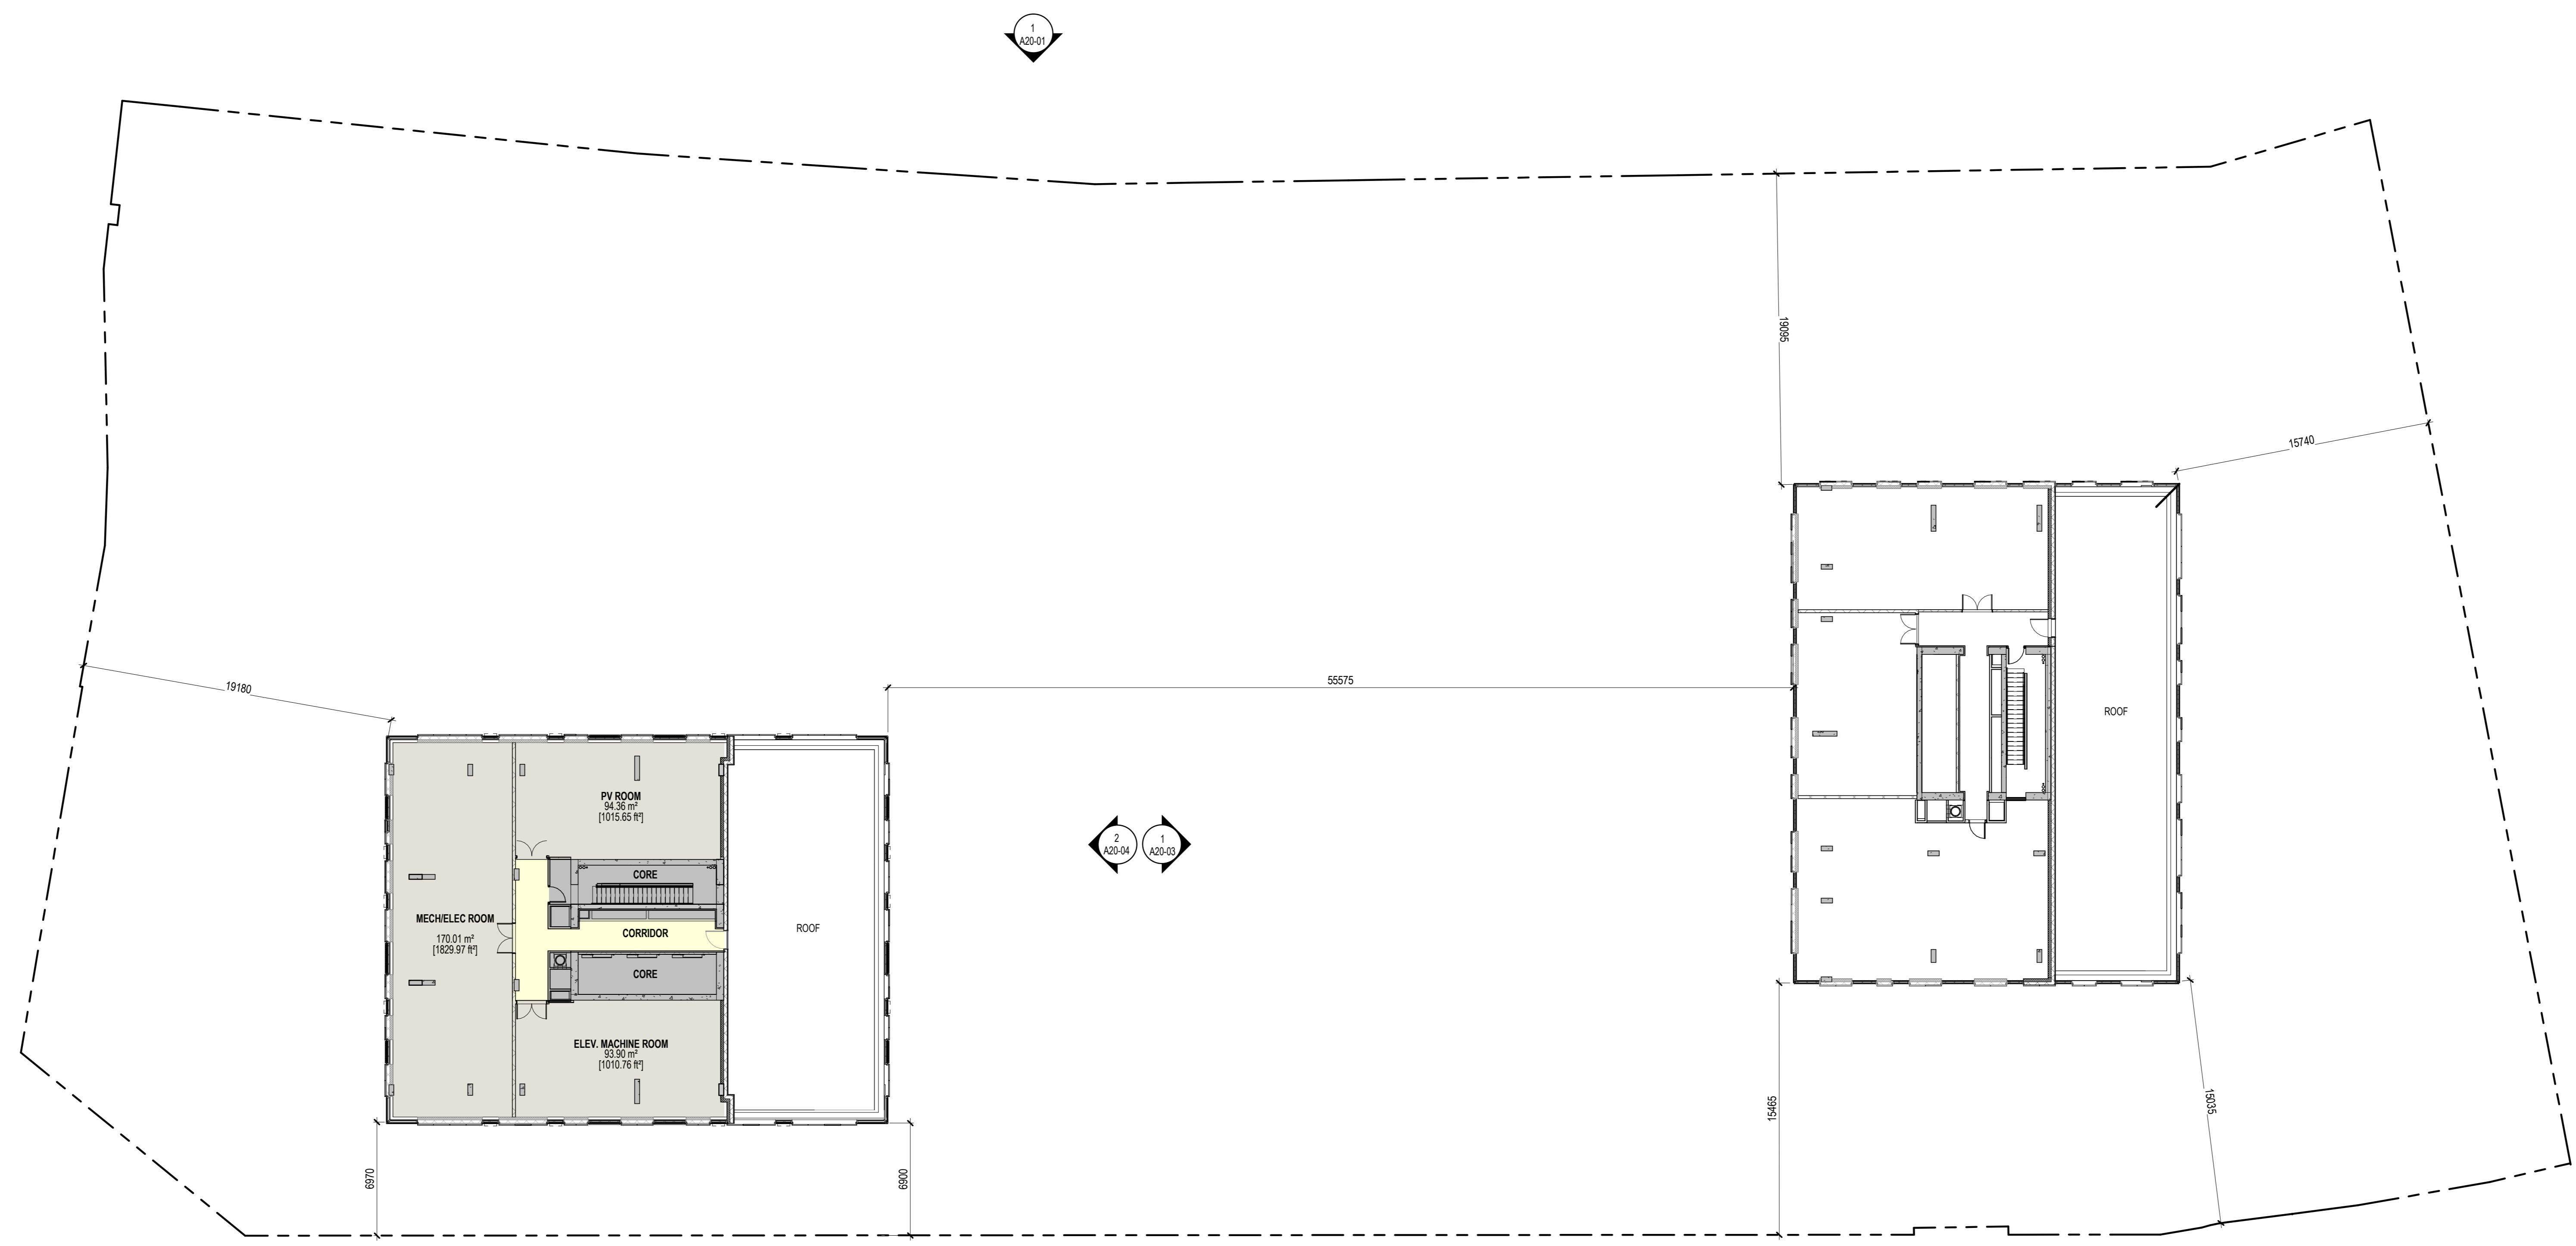 1
A20-01
19095
15740
19180
55575
ROOF
PV ROOM
94.36 m²
[1015.65 ft²]
2
A20-04
1
A20-03
CORE
MECH/ELEC ROOM
170.01 m²
[1829.97 ft²]
CORRIDOR
ROOF
CORE
ELEV. MACHINE ROOM
93.90 m²
[1010.76 ft²]
15465
15035
6970
6900